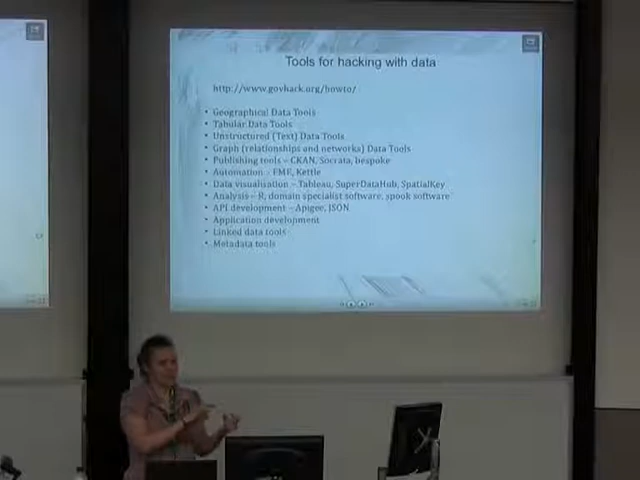 Tools for hacking with data
http://www.govhack.org/howto/
• Geographical Data Tools
• Tabular Data Tools
• Unstructured (Text) Data Tools
• Graph (relationships and networks) Data Tools
• Publishing tools – CKAN, Socrata, bespoke
• Automation – FME, Kettle
• Data visualisation – Tableau, SuperDataHub, SpatialKey
• Analysis – R, domain specialist software, spook software
• API development – Apigee, JSON
• Application development
• Linked data tools
• Metadata tools